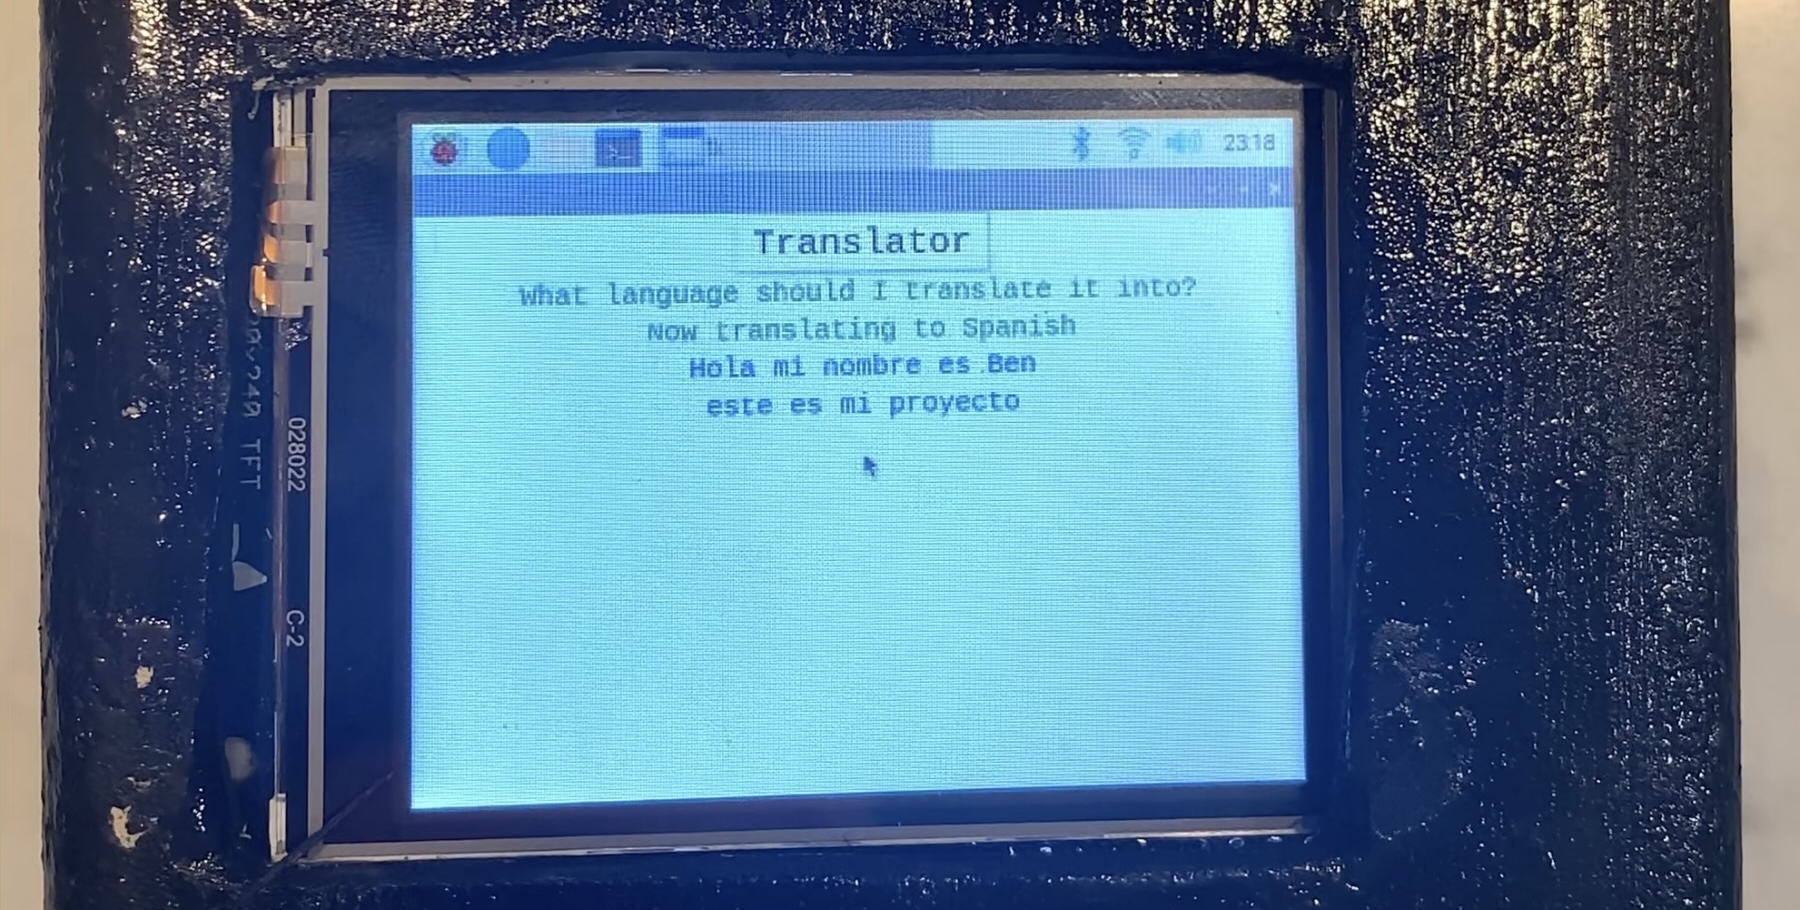 23:18
Translator
What language should I translate it into?
Now translating to Spanish
Hola mi nombre es Ben
este es mi proyecto
TFT
028022
C-2